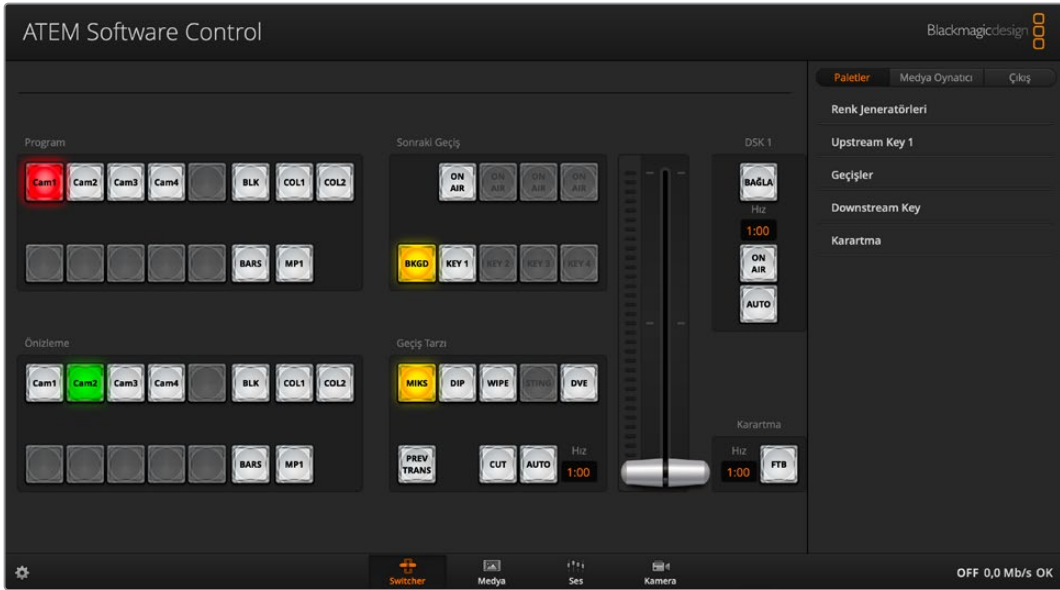 ATEM Software Control
Blackmagicdesign
Paletler Medya Oynatıcı Çıkış
Renk Jeneratörleri
Upstream Key 1
Geçişler
Downstream Key
Karartma
Program
Cam1 Cam2 Cam3 Cam4 BLK COL1 COL2
BARS MP1
Sonraki Geçiş
ON AIR ON AIR ON AIR ON AIR
BKGD KEY 1 KEY 2 KEY 3 KEY 4
DSK 1
BAĞLA
Hız
1:00
ON AIR
AUTO
Önizleme
Cam1 Cam2 Cam3 Cam4 BLK COL1 COL2
BARS MP1
Geçiş Tarzı
MIKS DIP WIPE STING DVE
PREV TRANS CUT AUTO Hız 1:00
Karartma
Hız
1:00 FTB
Switcher Medya Ses Kamera
OFF 0,0 Mb/s OK